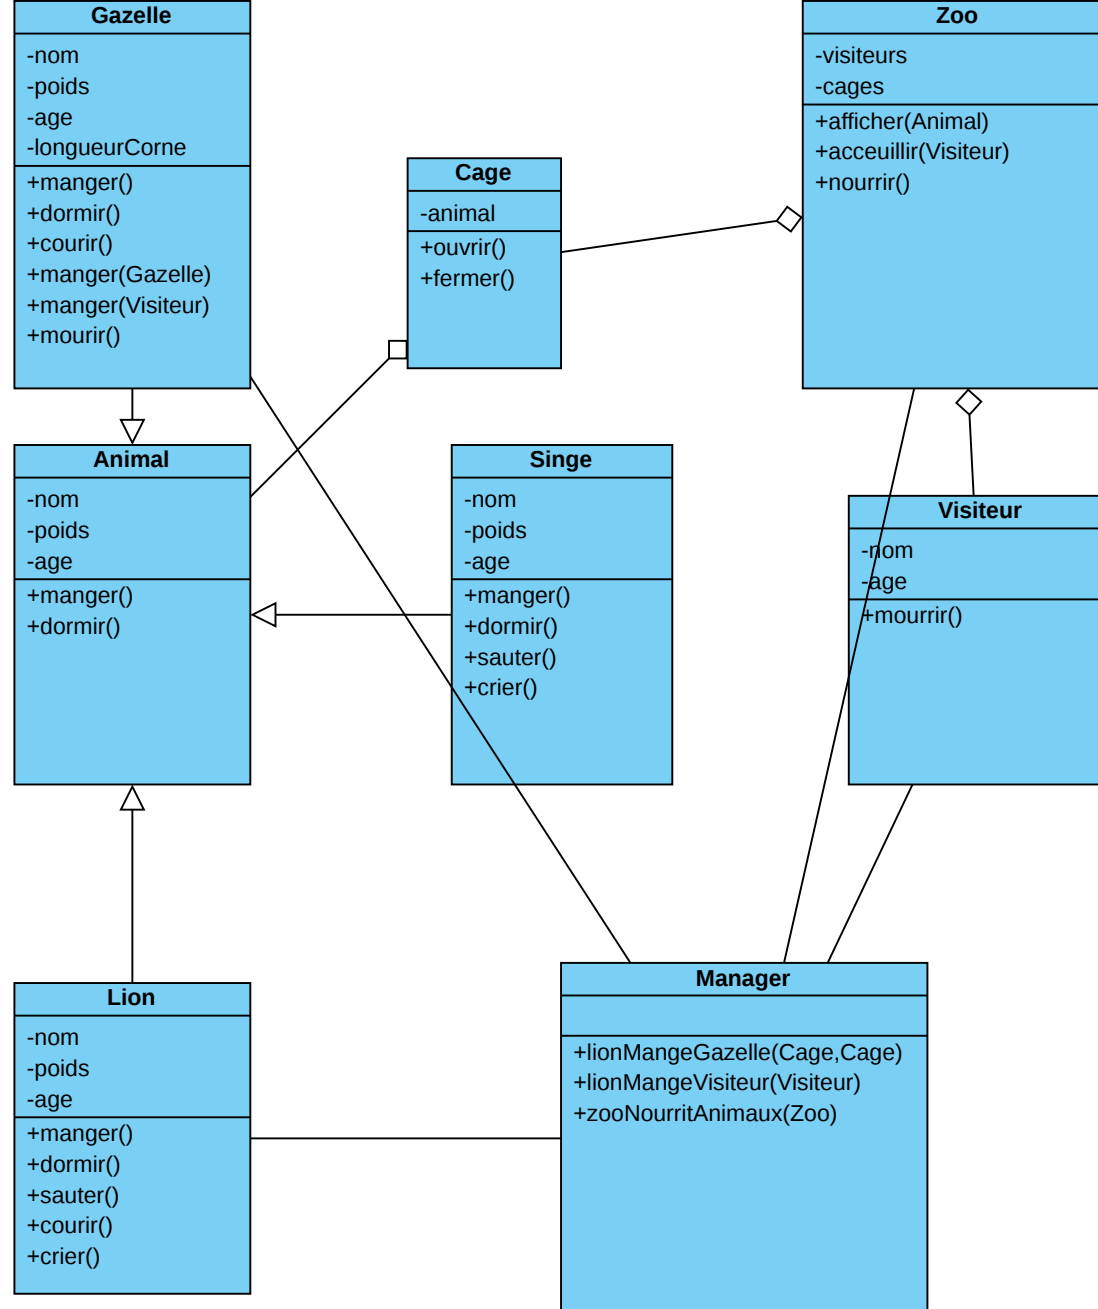 Gazelle
-nom
-poids
-age
-longueurCorne
+manger()
+dormir()
+courir()
+manger(Gazelle)
+manger(Visiteur)
+mourir()
Zoo
-visiteurs
-cages
+afficher(Animal)
+acceuillir(Visiteur)
+nourrir()
Cage
-animal
+ouvrir()
+fermer()
Animal
-nom
-poids
-age
+manger()
+dormir()
Singe
-nom
-poids
-age
+manger()
+dormir()
+sauter()
+crier()
Visiteur
-nom
-age
+mourrir()
Lion
-nom
-poids
-age
+manger()
+dormir()
+sauter()
+courir()
+crier()
Manager
+lionMangeGazelle(Cage,Cage)
+lionMangeVisiteur(Visiteur)
+zooNourritAnimaux(Zoo)